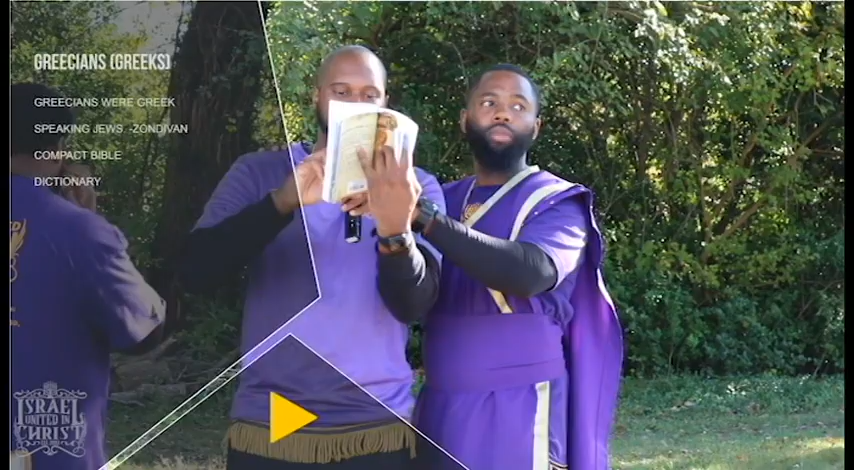 GREECIANS (GREEKS)
GREECIANS WERE GREEK
SPEAKING JEWS. -ZONDIVAN
COMPACT BIBLE
DICTIONARY
ISRAEL
UNITED IN
CHRIST